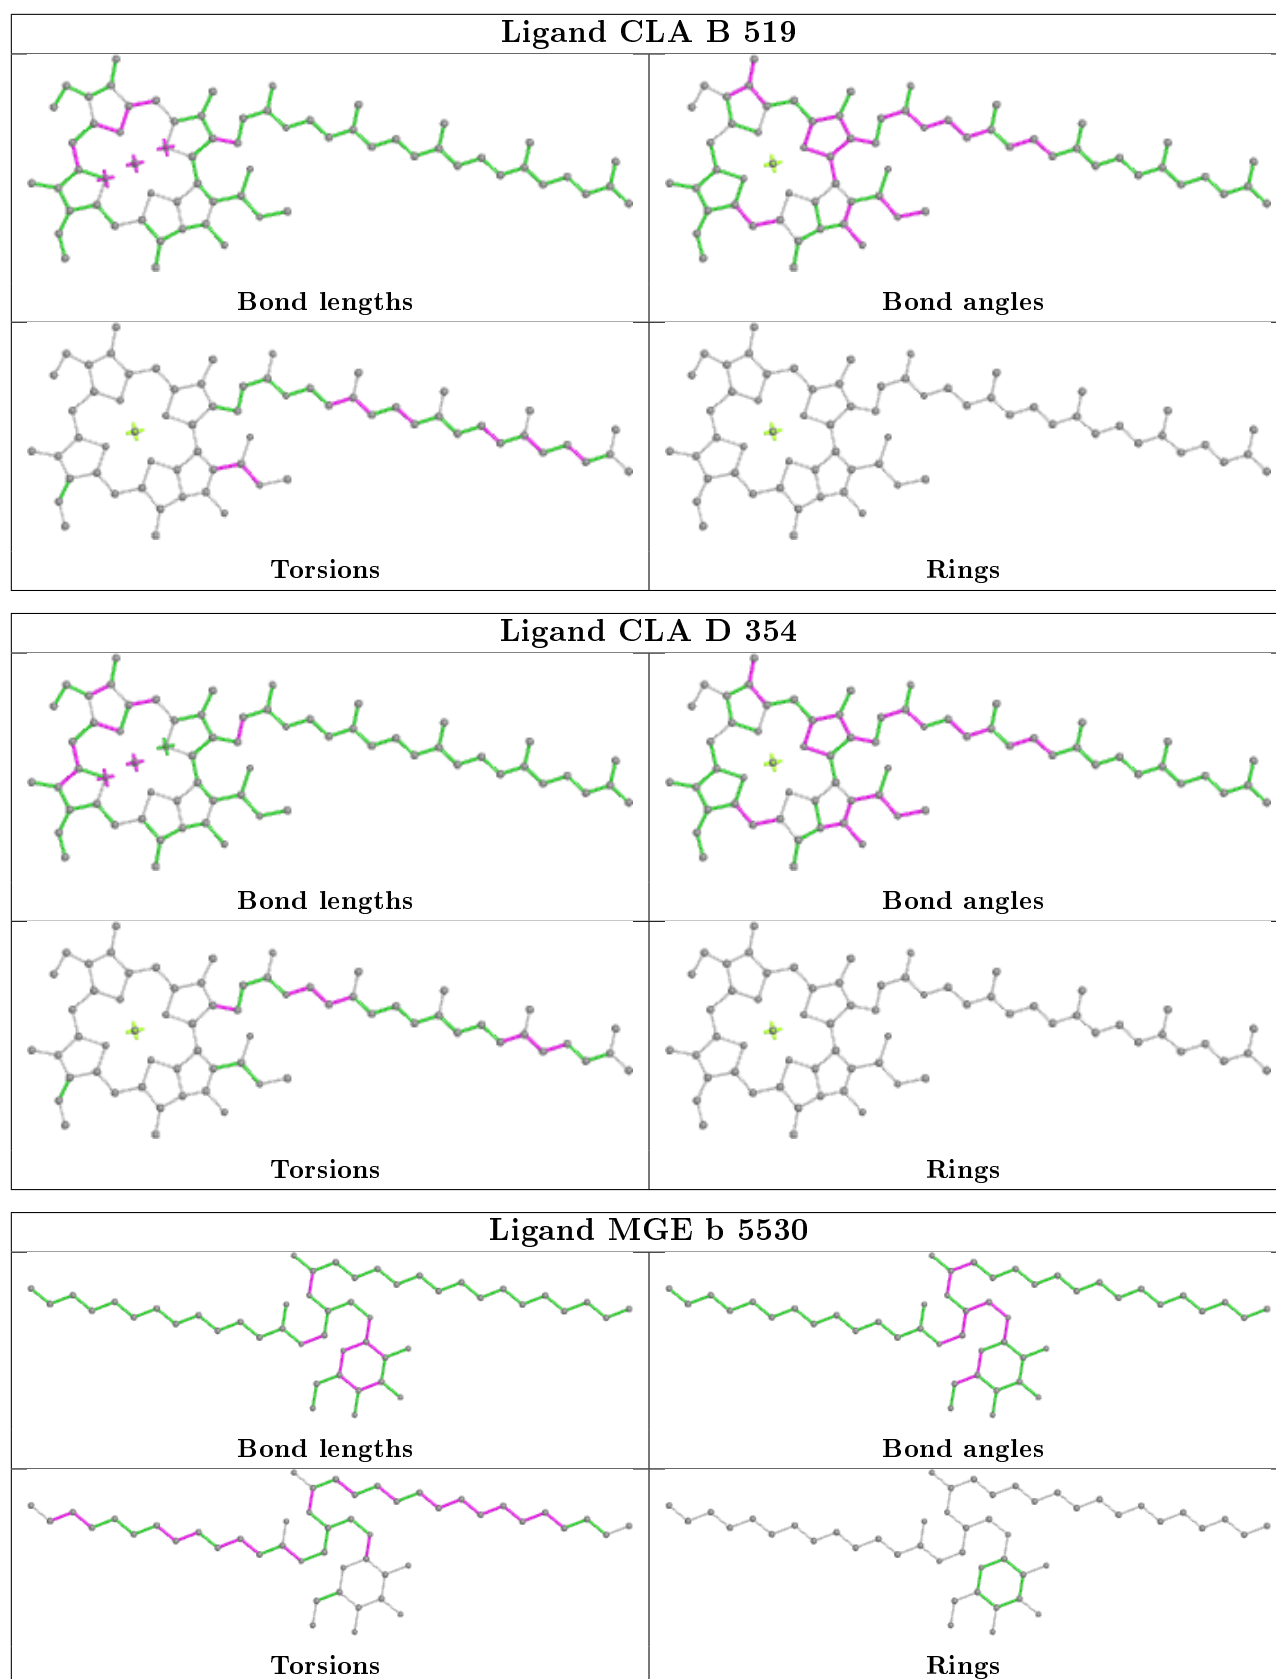 Ligand CLA B 519
Bond lengths
Bond angles
Torsions
Rings
Ligand CLA D 354
Bond lengths
Bond angles
Torsions
Rings
Ligand MGE b 5530
Bond lengths
Bond angles
Torsions
Rings